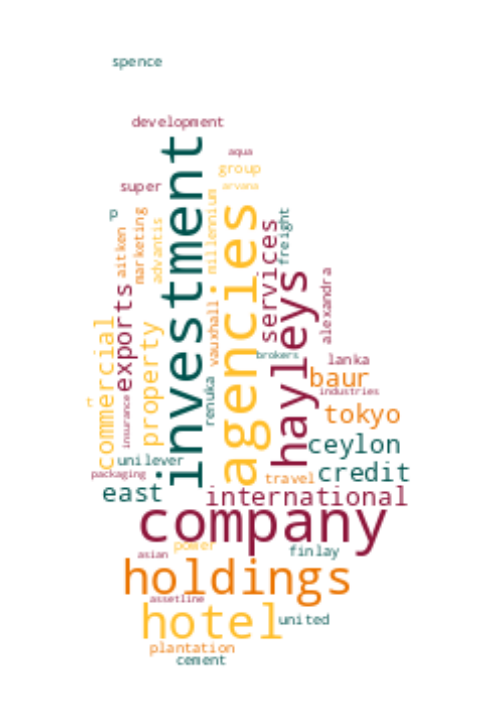 spence
development
aqua
group
arvana
super
p
aitken
marketing
advantis
investment
millennium
agencies
services
freight
alexandra
hayleys
exports
commercial
property
vauxhall
renuka
brokers
insurance
lanka
baur
industries
tokyo
ceylon
unilever
packaging
travel
credit
east
international
company
power
asian
finlay
holdings
assetline
hotel
united
plantation
cement